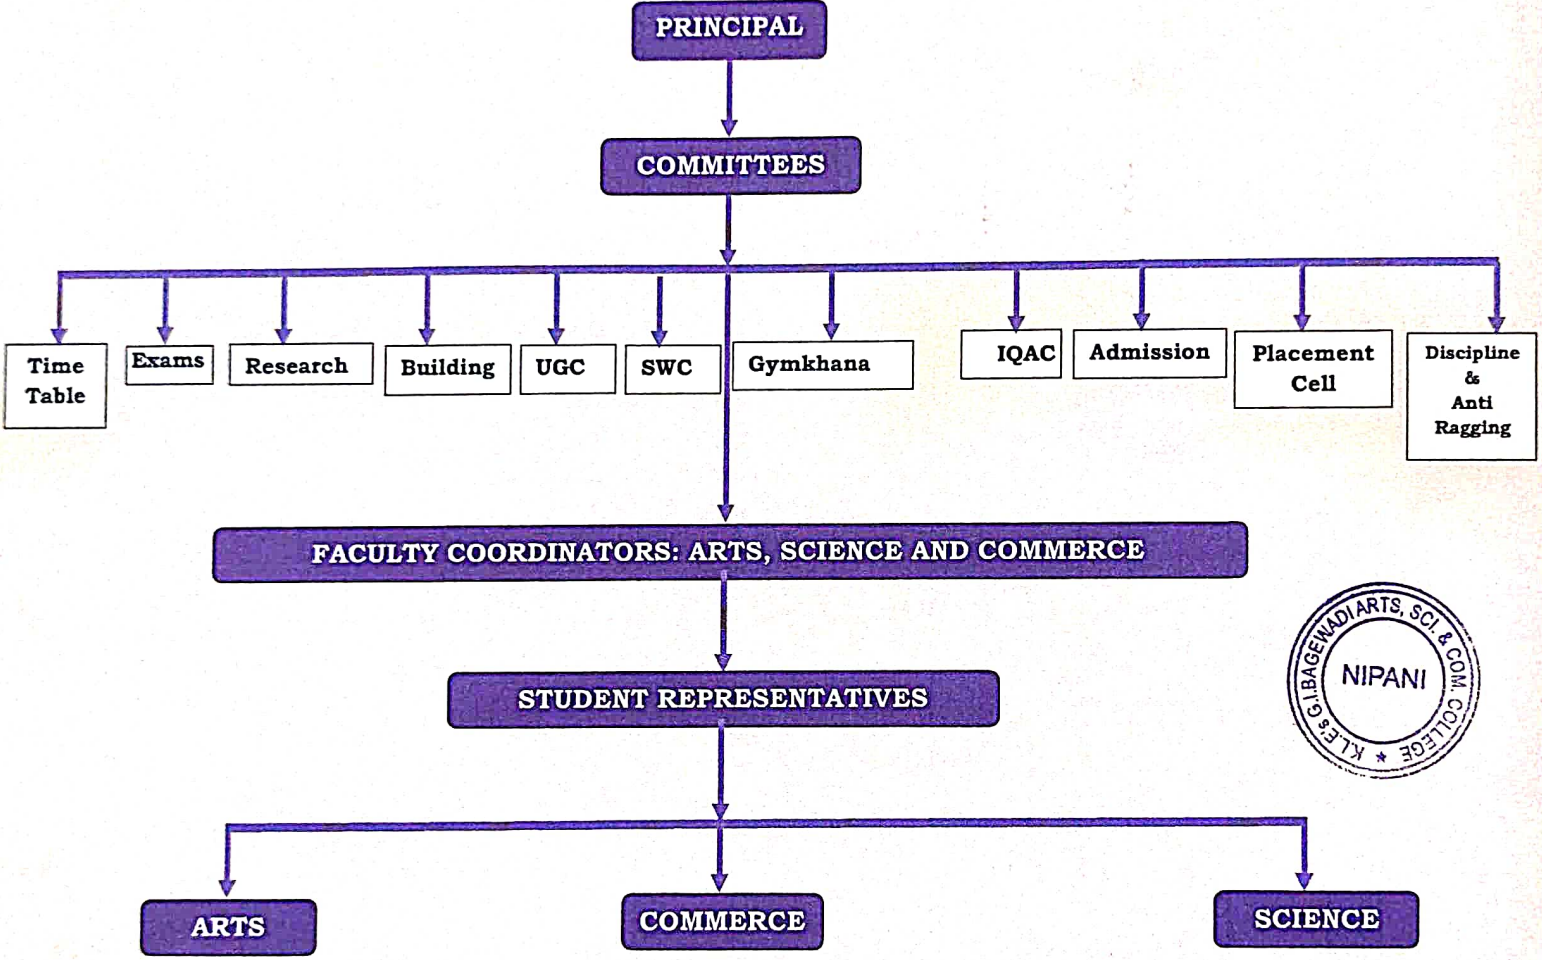 PRINCIPAL
COMMITTEES
Time
Table
Exams
Research
Building
UGC
SWC
Gymkhana
IQAC
Admission
Placement
Cell
Discipline
&
Anti
Ragging
FACULTY COORDINATORS: ARTS, SCIENCE AND COMMERCE
STUDENT REPRESENTATIVES
K.L.E's G.I.BAGEWADI ARTS, SCI. & COM. COLLEGE ★
NIPANI
ARTS
COMMERCE
SCIENCE